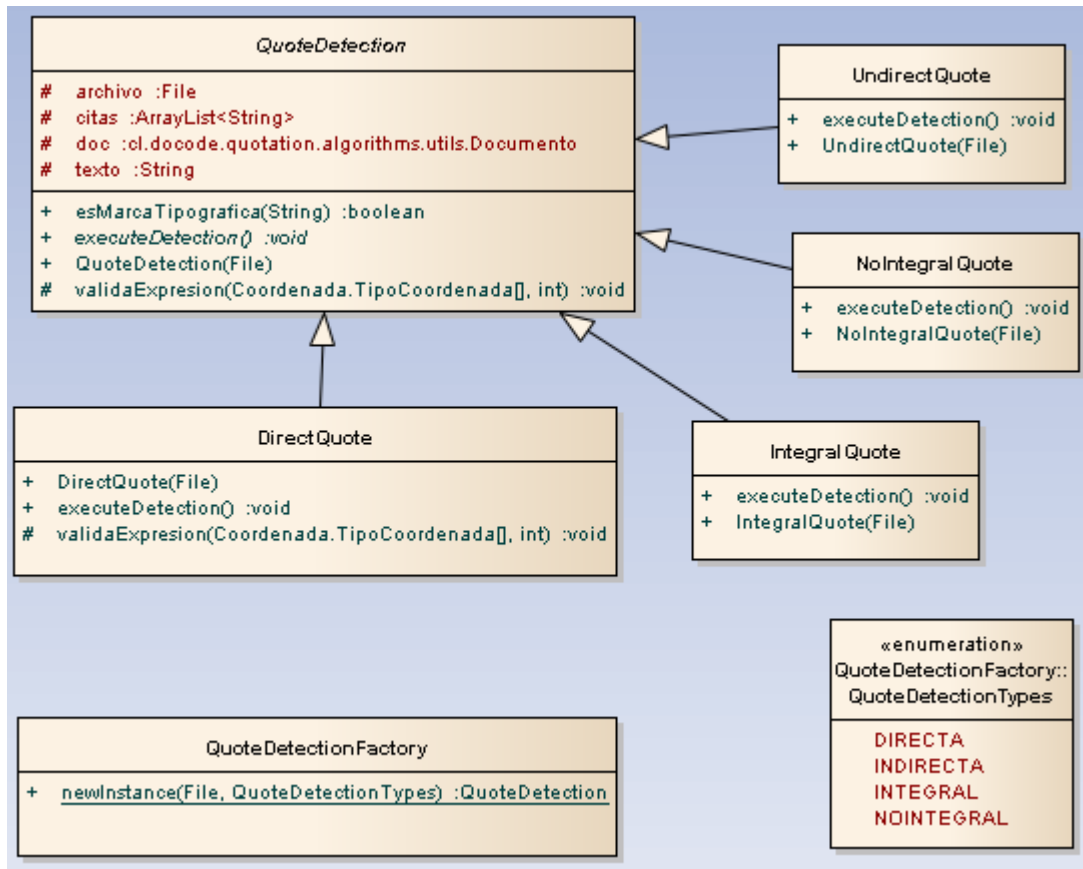 QuoteDetection
# archivo :File
# citas :ArrayList<String>
# doc :cl.docode.quotation.algorithms.utils.Documento
# texto :String
+ esMarcaTipografica(String) :boolean
+ executeDetection() :void
+ QuoteDetection(File)
# validaExpresion(Coordenada.TipoCoordenada[], int) :void
UndirectQuote
+ executeDetection() :void
+ UndirectQuote(File)
NoIntegralQuote
+ executeDetection() :void
+ NoIntegralQuote(File)
DirectQuote
+ DirectQuote(File)
+ executeDetection() :void
# validaExpresion(Coordenada.TipoCoordenada[], int) :void
IntegralQuote
+ executeDetection() :void
+ IntegralQuote(File)
«enumeration»
QuoteDetectionFactory::
QuoteDetectionTypes
DIRECTA
INDIRECTA
INTEGRAL
NOINTEGRAL
QuoteDetectionFactory
+ newInstance(File, QuoteDetectionTypes) :QuoteDetection